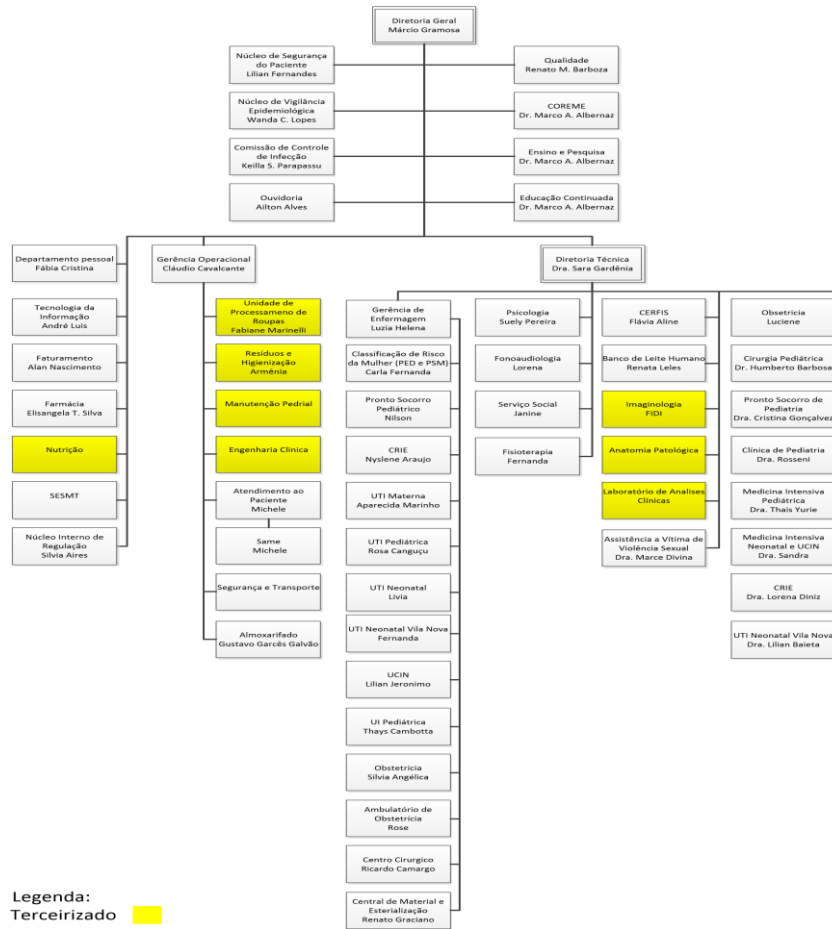 Diretoria Geral
Márcio Gramosa
Núcleo de Segurança
do Paciente
Lílian Fernandes
Qualidade
Renato M. Barboza
Núcleo de Vigilância
Epidemiológica
Wanda C. Lopes
COREME
Dr. Marco A. Albernaz
Comissão de Controle
de Infecção
Keilla S. Parapassu
Ensino e Pesquisa
Dr. Marco A. Albernaz
Ouvidoria
Ailton Alves
Educação Continuada
Dr. Marco A. Albernaz
Departamento pessoal
Fábia Cristina
Tecnologia da
Informação
André Luis
Faturamento
Alan Nascimento
Farmácia
Elisangela T. Silva
Nutrição
SESMT
Núcleo Interno de
Regulação
Silvia Aires
Gerência Operacional
Cláudio Cavalcante
Unidade de
Processameno de
Roupas
Fabiane Marinelli
Resíduos e
Higienização
Armênia
Manutenção Pedrial
Engenharia Clinica
Atendimento ao
Paciente
Michele
Same
Michele
Segurança e Transporte
Almoxarifado
Gustavo Garcês Galvão
Diretoria Técnica
Dra. Sara Gardênia
Gerência de
Enfermagem
Luzia Helena
Classificação de Risco
da Mulher (PED e PSM)
Carla Fernanda
Pronto Socorro
Pediátrico
Nilson
CRIE
Nyslene Araujo
UTI Materna
Aparecida Marinho
UTI Pediátrica
Rosa Canguçu
UTI Neonatal
Livia
UTI Neonatal Vila Nova
Fernanda
UCIN
Lilian Jeronimo
UI Pediátrica
Thays Cambotta
Obstetrícia
Silvia Angélica
Ambulatório de
Obstetrícia
Rose
Centro Cirurgico
Ricardo Camargo
Central de Material e
Esterialização
Renato Graciano
Psicologia
Suely Pereira
Fonoaudiologia
Lorena
Serviço Social
Janine
Fisioterapia
Fernanda
CERFIS
Flávia Aline
Banco de Leite Humano
Renata Leles
Imaginologia
FIDI
Anatomia Patológica
Laboratório de Analises
Clínicas
Assistência a Vítima de
Violência Sexual
Dra. Marce Divina
Obsetricia
Luciene
Cirurgia Pediátrica
Dr. Humberto Barbosa
Pronto Socorro de
Pediatria
Dra. Cristina Gonçalvez
Clínica de Pediatria
Dra. Rosseni
Medicina Intensiva
Pediátrica
Dra. Thais Yurie
Medicina Intensiva
Neonatal e UCIN
Dra. Sandra
CRIE
Dra. Lorena Diniz
UTI Neonatal Vila Nova
Dra. Lilian Baieta
Legenda:
Terceirizado